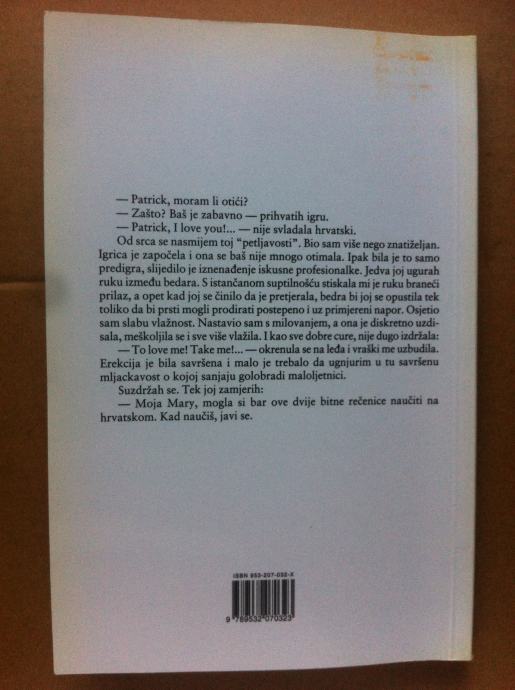 — Patrick, moram li otići?
— Zašto? Baš je zabavno — prihvatih igru.
— Patrick, I love you!... — nije svladala hrvatski.
Od srca se nasmijem toj "petljavosti". Bio sam više nego znatiželjan.
Igrica je započela i ona se baš nije mnogo otimala. Ipak bila je to samo
predigra, slijedilo je iznenađenje iskusne profesionalke. Jedva joj ugurah
ruku između bedara. S istančanom suptilnošću stiskala mi je ruku braneći
prilaz, a opet kad joj se činilo da je pretjerala, bedra bi joj se opustila tek
toliko da bi prsti mogli prodirati postepeno i uz primjereni napor. Osjetio
sam slabu vlažnost. Nastavio sam s milovanjem, a ona je diskretno uzdi-
sala, meškoljila se i sve više vlažila. I kao sve dobre cure, nije dugo izdržala:
— To love me! Take me!... — okrenula se na leđa i vraški me uzbudila.
Erekcija je bila savršena i malo je trebalo da ugnjurim u tu savršenu
mljackavost o kojoj sanjaju golobradi maloljetnici.
Suzdržah se. Tek joj zamjerih:
— Moja Mary, mogla si bar ove dvije bitne rečenice naučiti na
hrvatskom. Kad naučiš, javi se.
ISBN 953-207-032-X
9 789532 070323